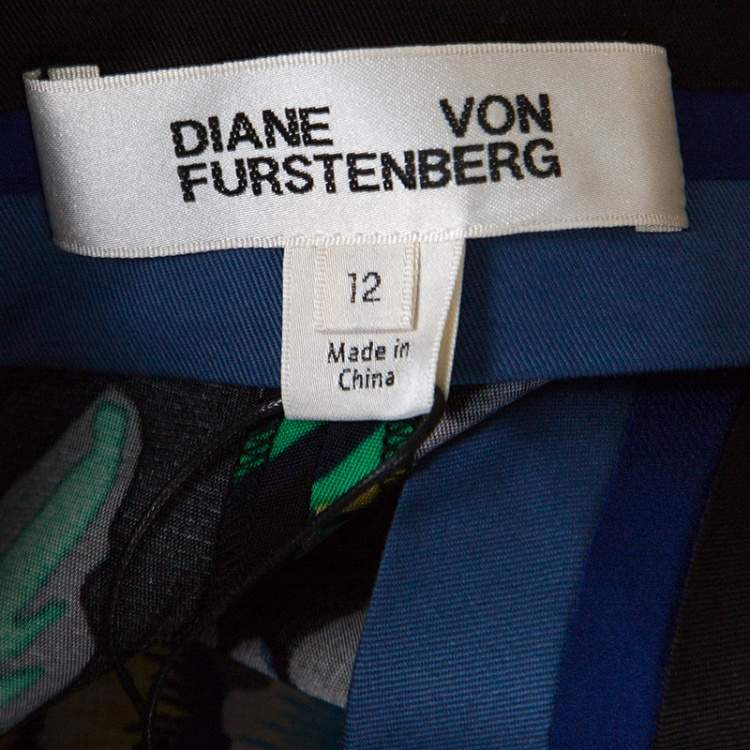 DIANE VON
FURSTENBERG
12
Made in
China